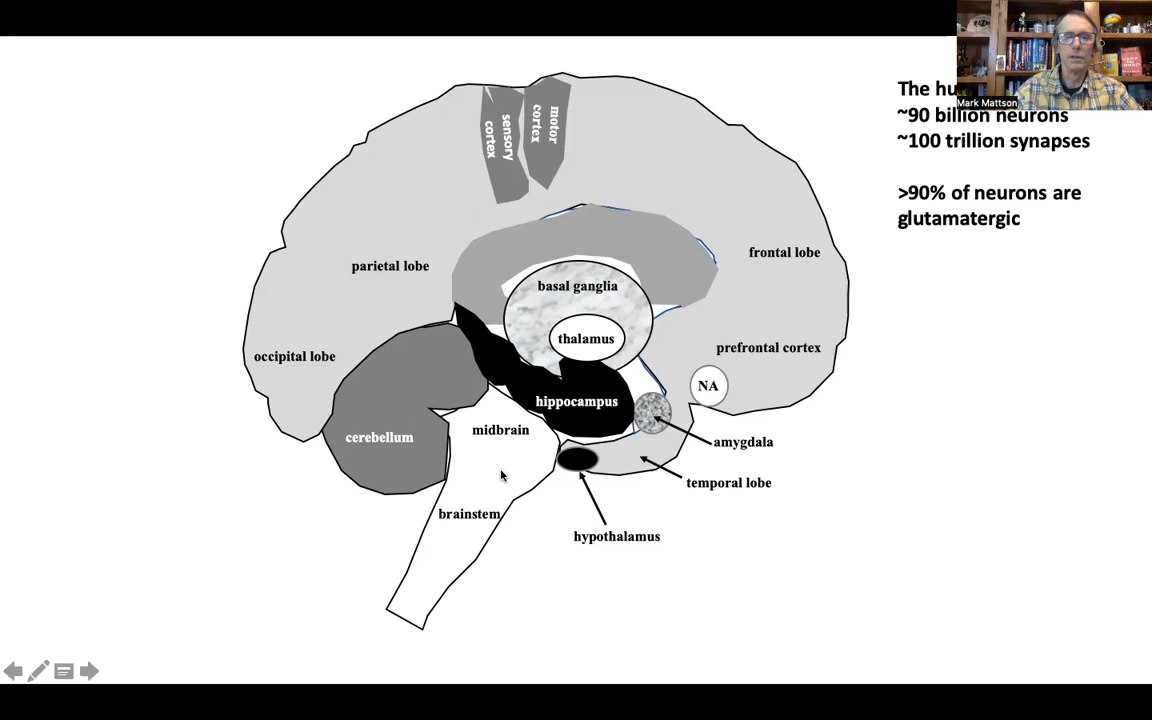 The
~90 billion neurons
~100 trillion synapses
>90% of neurons are
glutamatergic
Mark Mattson
sensory
cortex
motor
cortex
parietal lobe
frontal lobe
basal ganglia
thalamus
occipital lobe
prefrontal cortex
NA
hippocampus
cerebellum
midbrain
amygdala
temporal lobe
brainstem
hypothalamus